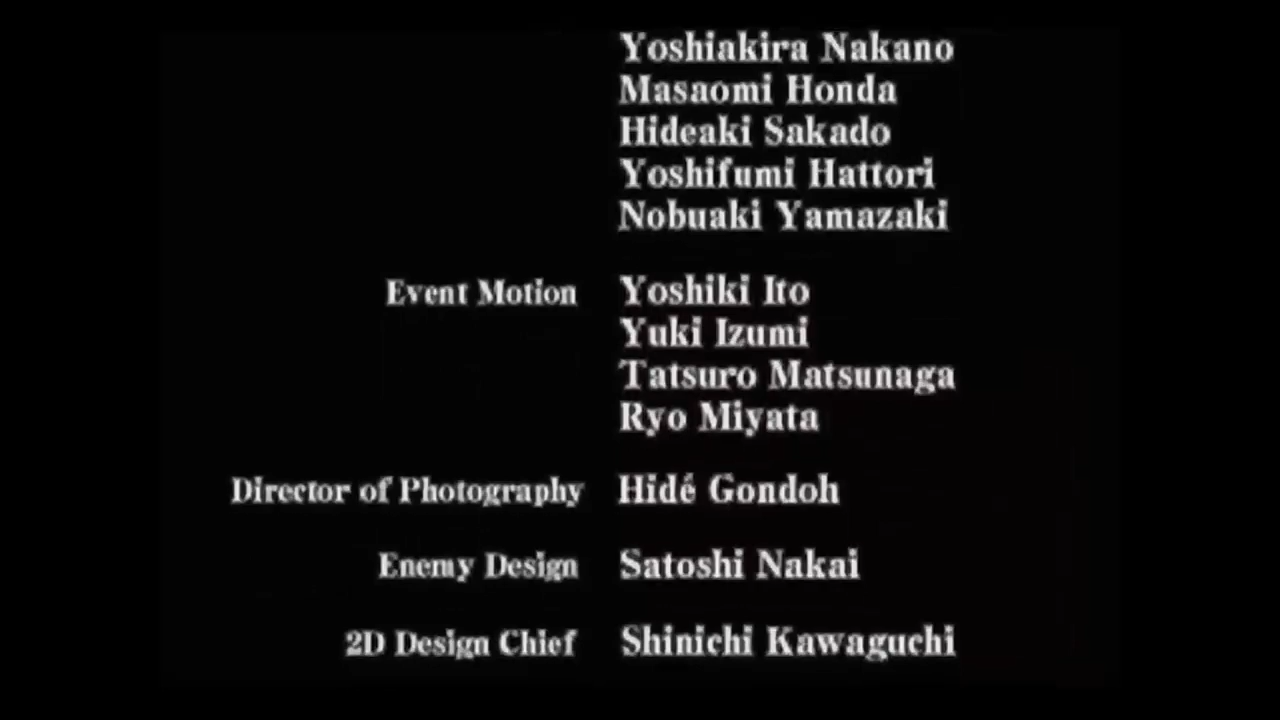 Yoshiakira Nakano
Masaomi Honda
Hideaki Sakado
Yoshifumi Hattori
Nobuaki Yamazaki
Event Motion Yoshiki Ito
Yuki Izumi
Tatsuro Matsunaga
Ryo Miyata
Director of Photography Hidé Gondoh
Enemy Design Satoshi Nakai
2D Design Chief Shinichi Kawaguchi